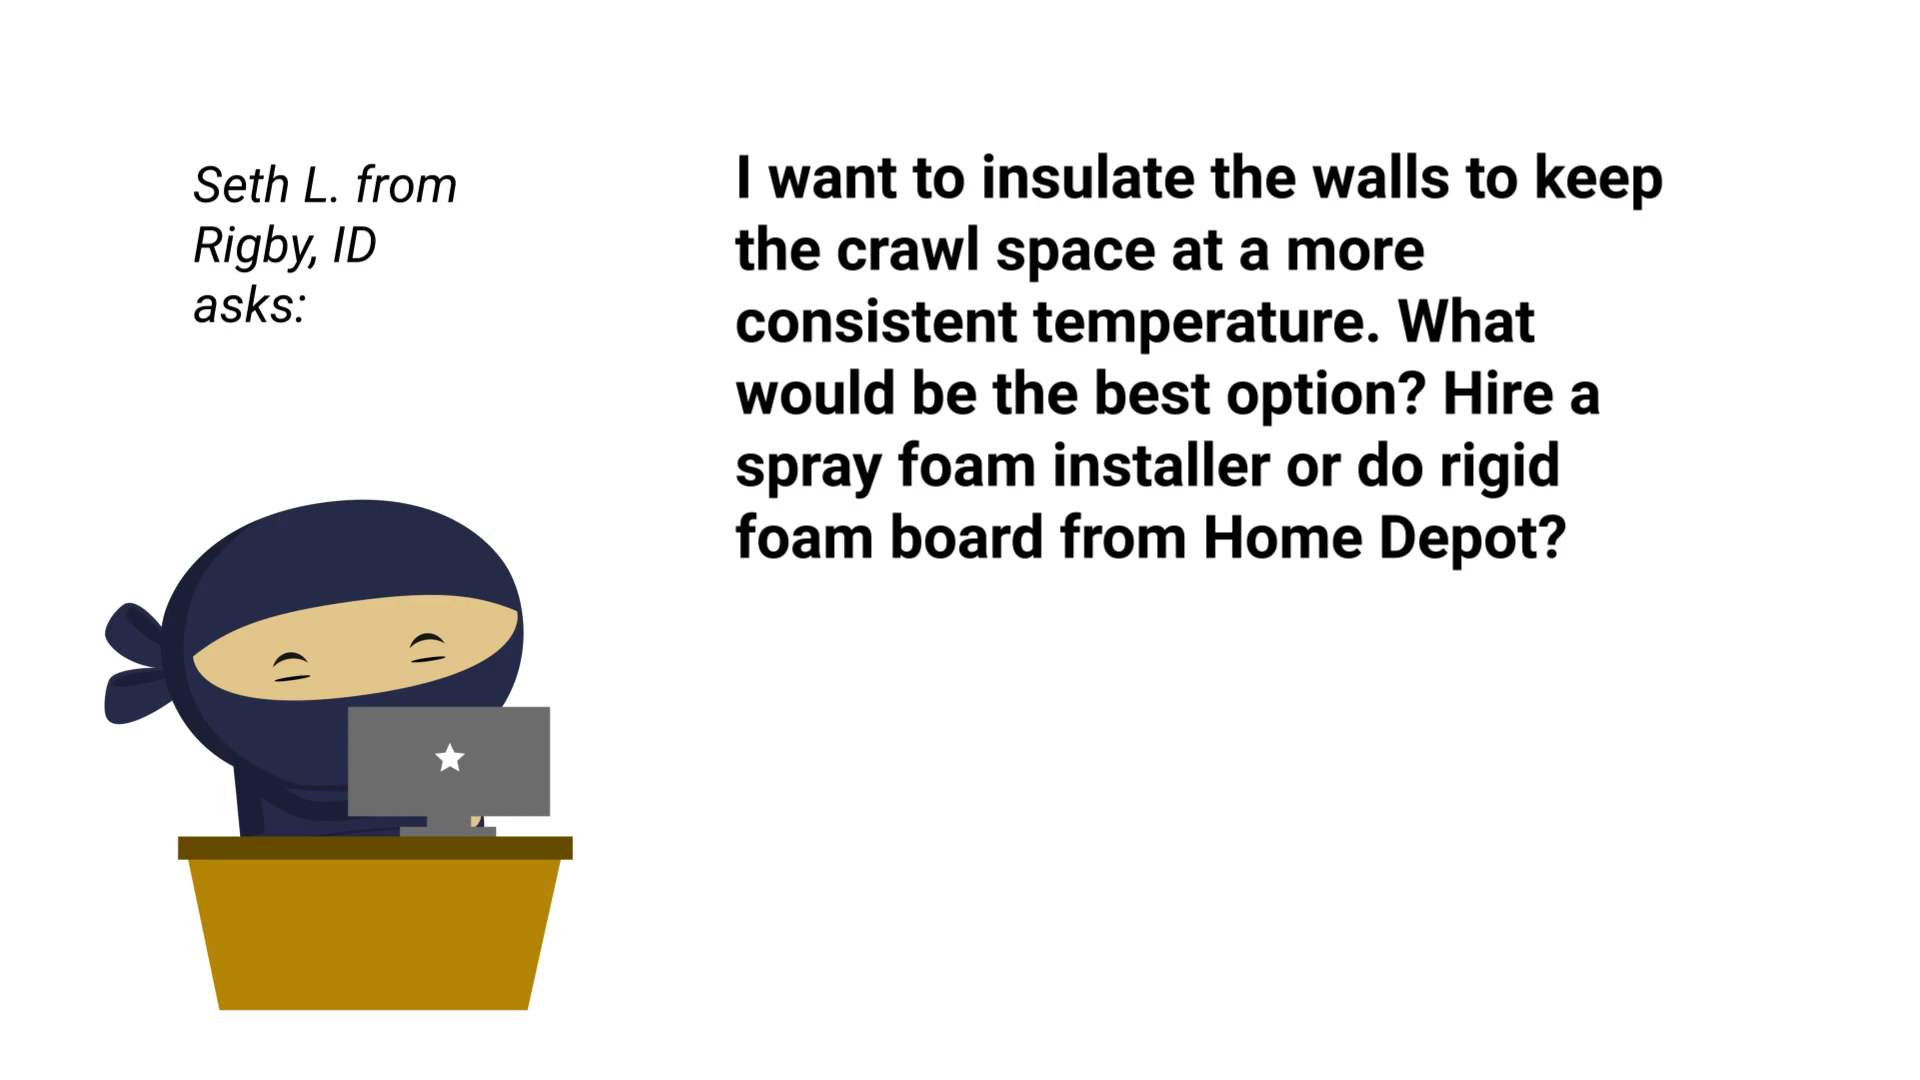 Seth L. from
Rigby, ID
asks:
I want to insulate the walls to keep
the crawl space at a more
consistent temperature. What
would be the best option? Hire a
spray foam installer or do rigid
foam board from Home Depot?